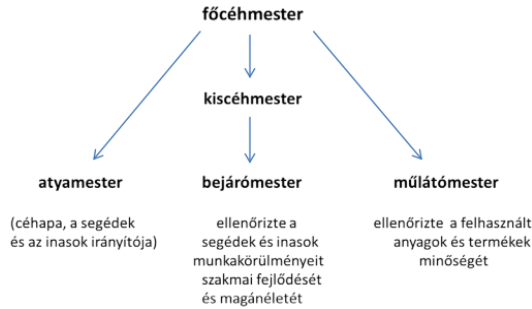 főcéhmester
kiscéhmester
atyamester
(céhapa, a segédek
és az inasok irányítója)
bejárómester
ellenőrizte a
segédek és inasok
munkakörülményeit
szakmai fejlődését
és magánéletét
műlátómester
ellenőrizte a felhasznált
anyagok és termékek
minőségét